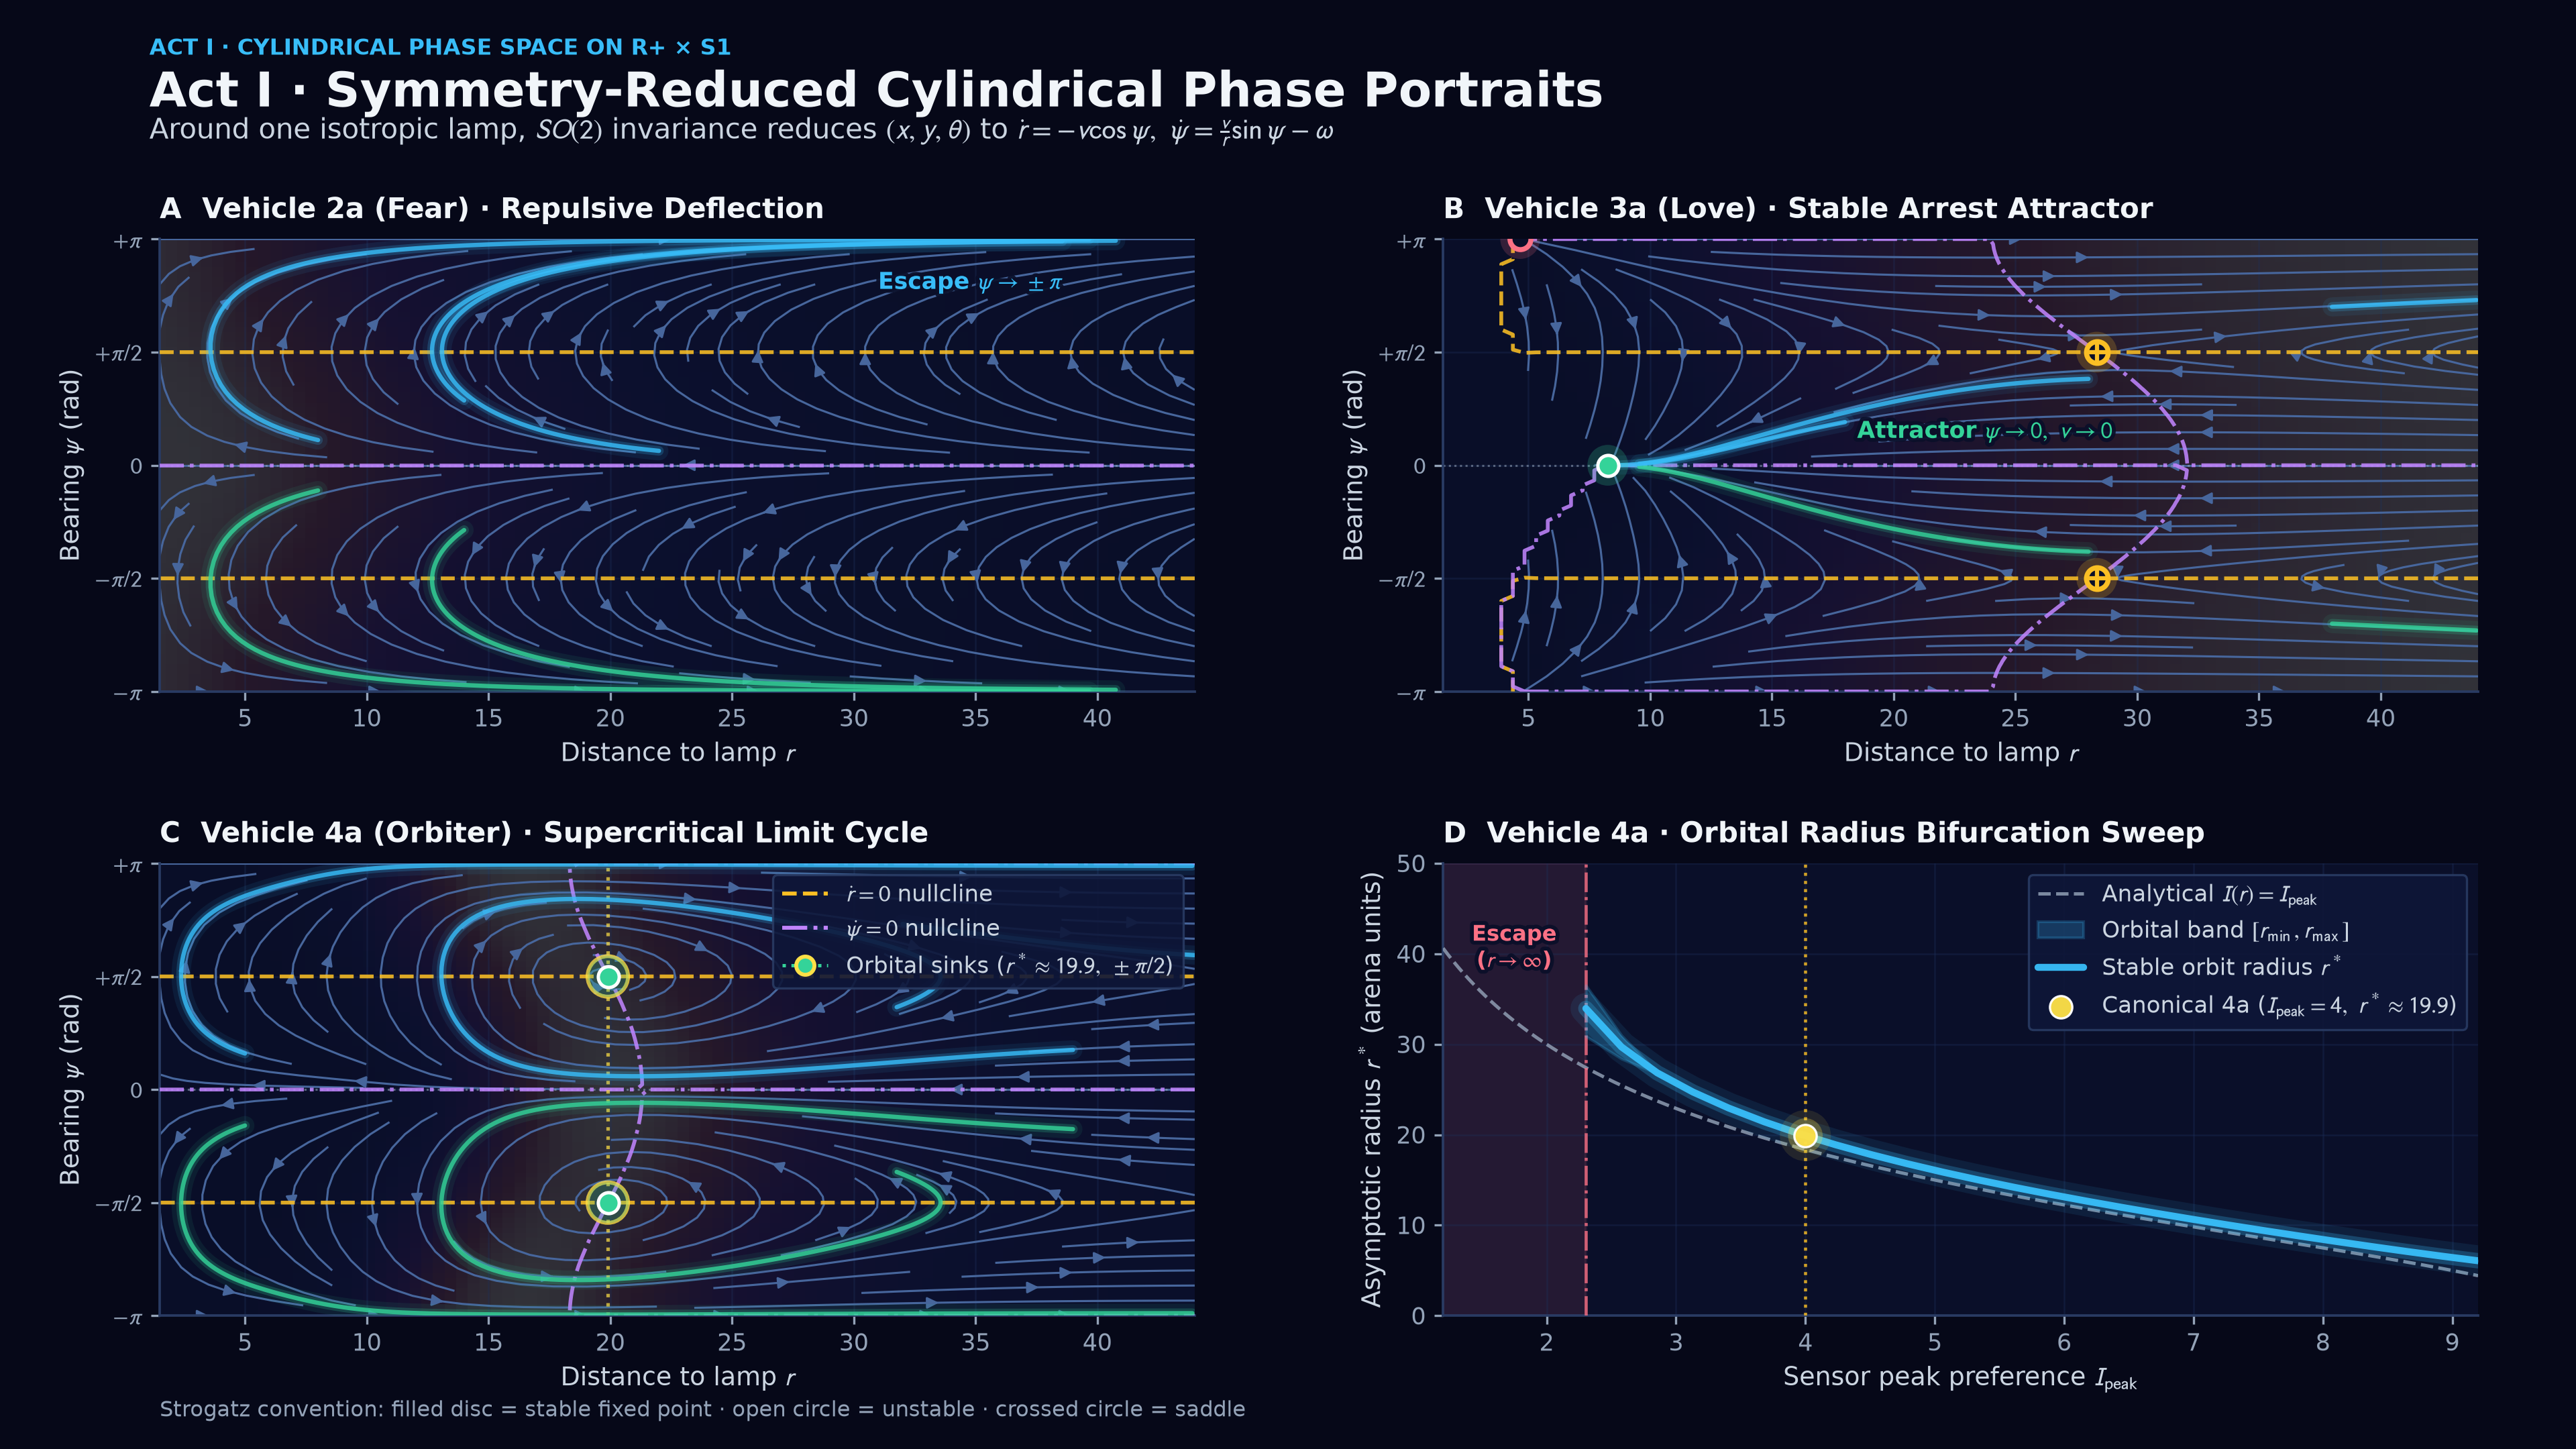 ACT I · CYLINDRICAL PHASE SPACE ON R+ × S1
Act I · Symmetry-Reduced Cylindrical Phase Portraits
Around one isotropic lamp, SO(2) invariance reduces (x, y, θ) to ṙ = −v cos ψ, ψ̇ = v/r sin ψ − ω
A Vehicle 2a (Fear) · Repulsive Deflection
Bearing ψ (rad)
+π
+π/2
0
−π/2
−π
Escape ψ → ± π
5 10 15 20 25 30 35 40
Distance to lamp r
B Vehicle 3a (Love) · Stable Arrest Attractor
Bearing ψ (rad)
+π
+π/2
0
−π/2
−π
Attractor ψ → 0, v → 0
5 10 15 20 25 30 35 40
Distance to lamp r
C Vehicle 4a (Orbiter) · Supercritical Limit Cycle
Bearing ψ (rad)
+π
+π/2
0
−π/2
−π
ṙ = 0 nullcline
ψ̇ = 0 nullcline
Orbital sinks (r* ≈ 19.9, ± π/2)
5 10 15 20 25 30 35 40
Distance to lamp r
D Vehicle 4a · Orbital Radius Bifurcation Sweep
Asymptotic radius r* (arena units)
50
40
30
20
10
0
Escape
(r → ∞)
Analytical I(r) = I_peak
Orbital band [r_min, r_max]
Stable orbit radius r*
Canonical 4a (I_peak = 4, r* ≈ 19.9)
2 3 4 5 6 7 8 9
Sensor peak preference I_peak
Strogatz convention: filled disc = stable fixed point · open circle = unstable · crossed circle = saddle